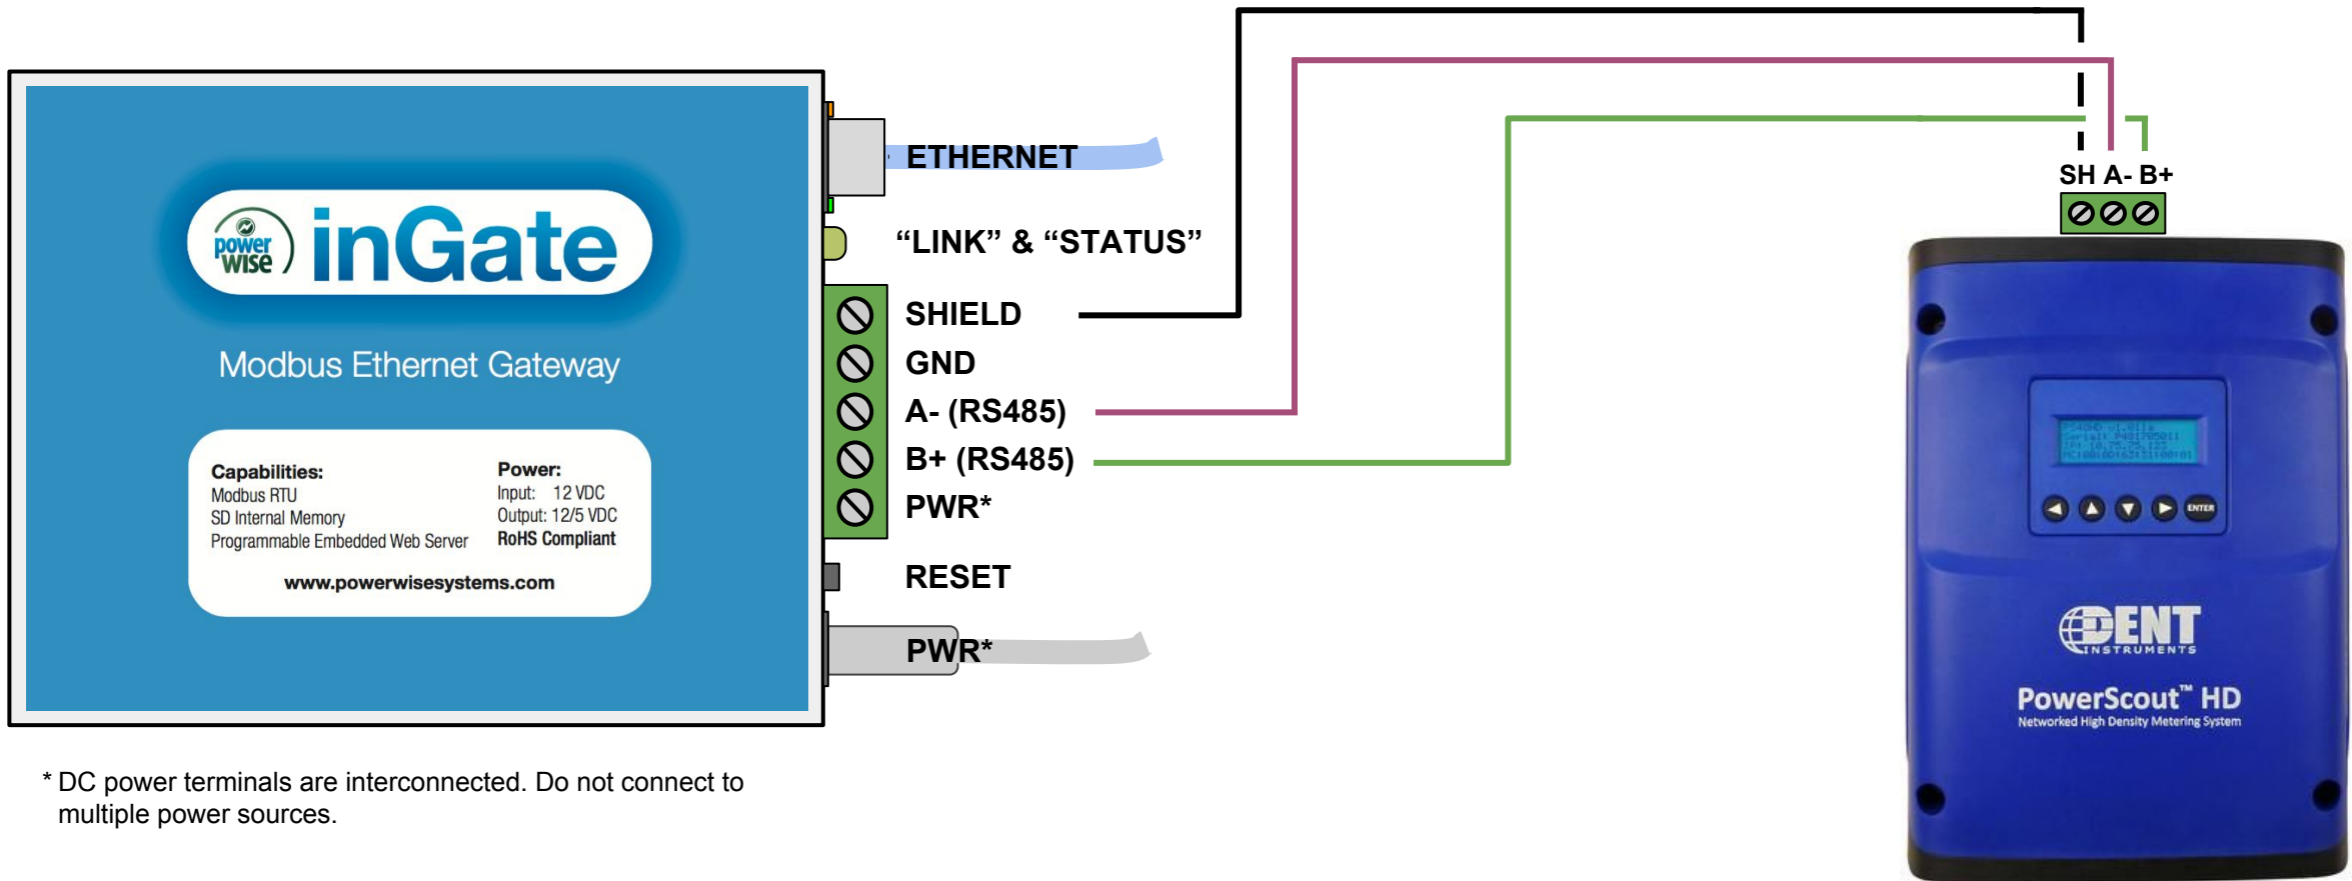 SH A- B+
ETHERNET
“LINK” & “STATUS”
SHIELD
GND
A- (RS485)
B+ (RS485)
PWR*
RESET
PWR*
power
wise
inGate
Modbus Ethernet Gateway
Capabilities:
Modbus RTU
SD Internal Memory
Programmable Embedded Web Server
Power:
Input: 12 VDC
Output: 12/5 VDC
RoHS Compliant
www.powerwisesystems.com
* DC power terminals are interconnected. Do not connect to
multiple power sources.
ENTER
DENT
INSTRUMENTS
PowerScout™ HD
Networked High Density Metering System